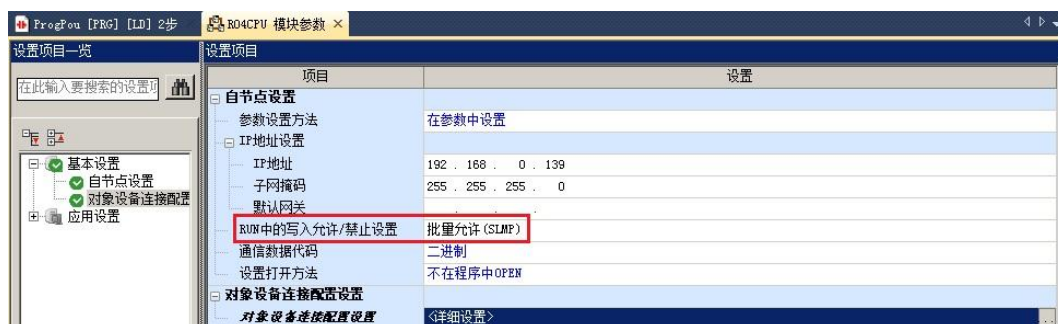 ProgPou [PRG] [LD] 2步
R04CPU 模块参数 ×
设置项目一览
设置项目
在此输入要搜索的设置项
项目
设置
自节点设置
参数设置方法
在参数中设置
IP地址设置
IP地址
192 . 168 . 0 . 139
子网掩码
255 . 255 . 255 . 0
默认网关
. . .
RUN中的写入允许/禁止设置
批量允许(SLMP)
通信数据代码
二进制
设置打开方法
不在程序中OPEN
对象设备连接配置设置
对象设备连接配置设置
<详细设置>
基本设置
自节点设置
对象设备连接配置
应用设置